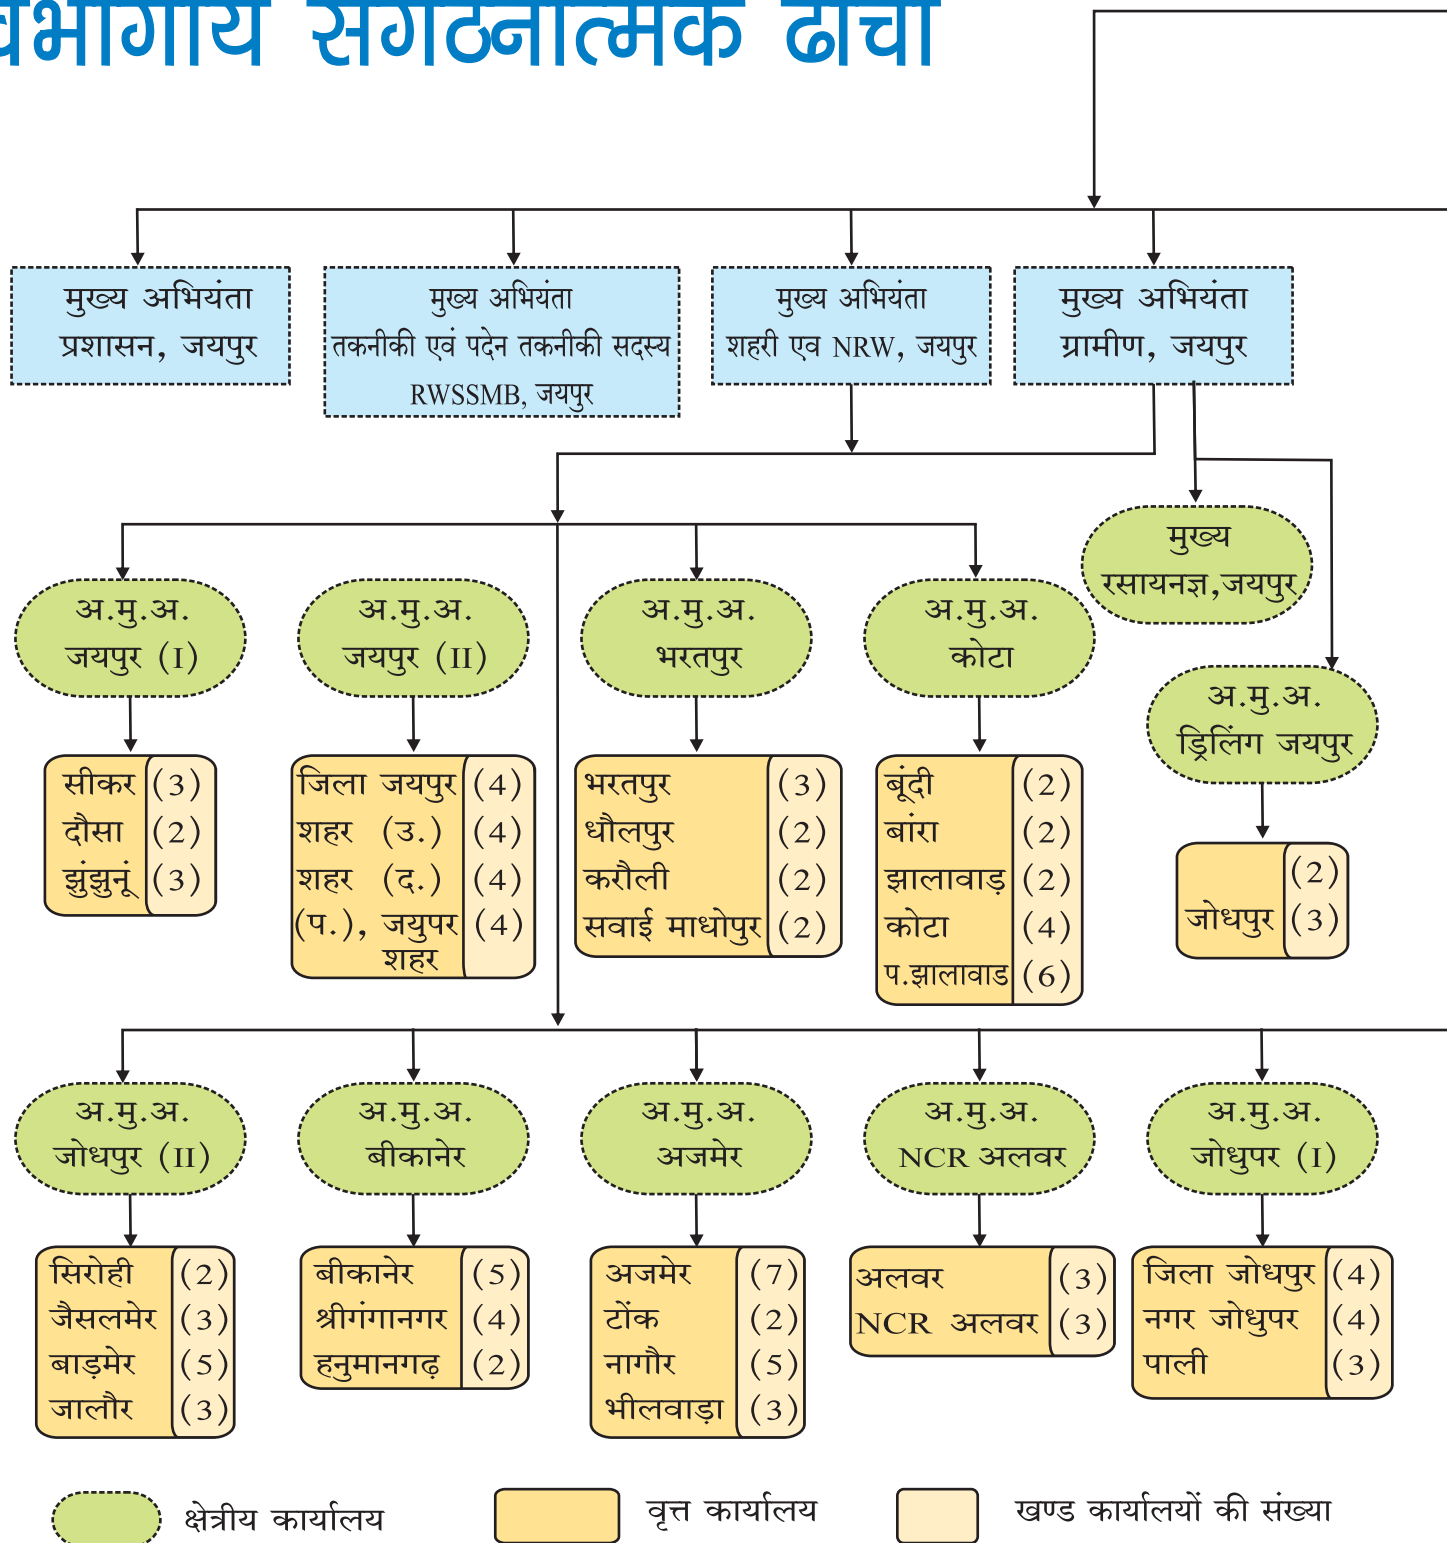 संगठनात्मक ढांचा
मुख्य अभियंता
प्रशासन, जयपुर
मुख्य अभियंता
तकनीकी एवं पदेन तकनीकी सदस्य
RWSSMB, जयपुर
मुख्य अभियंता
शहरी एव NRW, जयपुर
मुख्य अभियंता
ग्रामीण, जयपुर
मुख्य
रसायनज्ञ,जयपुर
अ.मु.अ.
जयपुर (I)
अ.मु.अ.
जयपुर (II)
अ.मु.अ.
भरतपुर
अ.मु.अ.
कोटा
अ.मु.अ.
ड्रिलिंग जयपुर
सीकर (3)
दौसा (2)
झुंझुनूं (3)
जिला जयपुर (4)
शहर (उ.) (4)
शहर (द.) (4)
(प.), जयुपर (4)
शहर
भरतपुर (3)
धौलपुर (2)
करौली (2)
सवाई माधोपुर (2)
बूंदी (2)
बांरा (2)
झालावाड़ (2)
कोटा (4)
प.झालावाड (6)
(2)
जोधपुर (3)
अ.मु.अ.
जोधपुर (II)
अ.मु.अ.
बीकानेर
अ.मु.अ.
अजमेर
अ.मु.अ.
NCR अलवर
अ.मु.अ.
जोधुपर (I)
सिरोही (2)
जैसलमेर (3)
बाड़मेर (5)
जालौर (3)
बीकानेर (5)
श्रीगंगानगर (4)
हनुमानगढ़ (2)
अजमेर (7)
टोंक (2)
नागौर (5)
भीलवाड़ा (3)
अलवर (3)
NCR अलवर (3)
जिला जोधपुर (4)
नगर जोधुपर (4)
पाली (3)
क्षेत्रीय कार्यालय
वृत्त कार्यालय
खण्ड कार्यालयों की संख्या